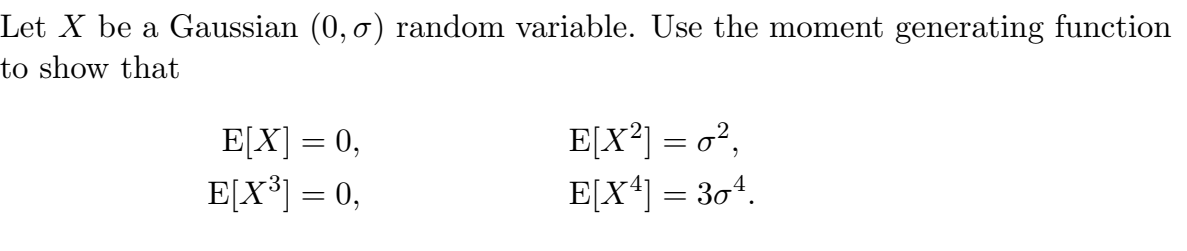 Let X be a Gaussian (0, σ) random variable. Use the moment generating function
to show that
E[X] = 0, E[X²] = σ²,
E[X³] = 0, E[X⁴] = 3σ⁴.